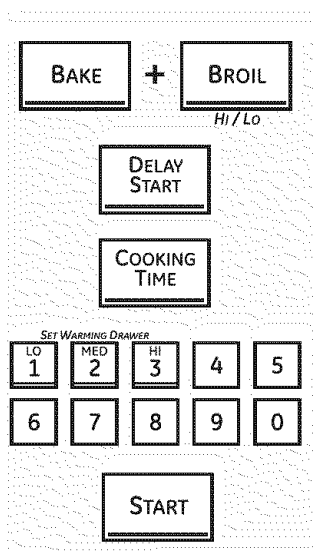 BAKE + BROIL
HI / LO
DELAY
START
COOKING
TIME
SET WARMING DRAWER
LO MED HI
1 2 3 4 5
6 7 8 9 0
START